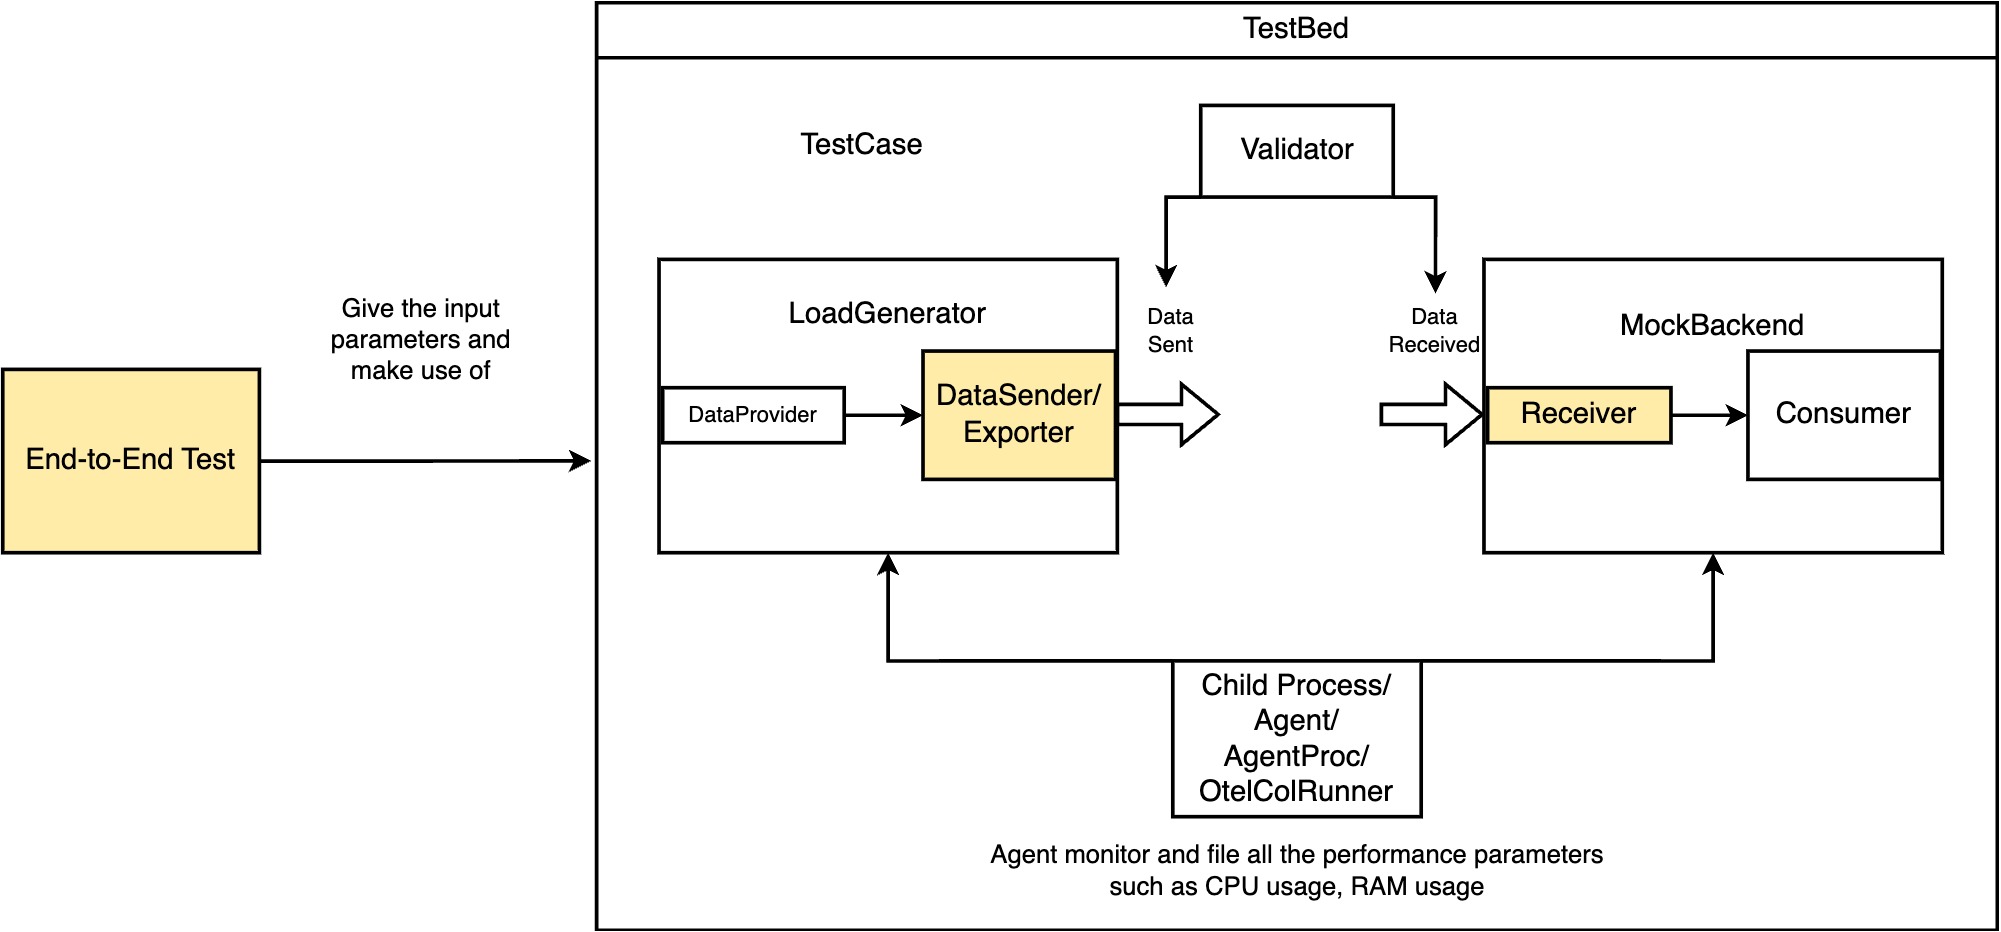 TestBed
TestCase
Validator
Give the input
parameters and
make use of
End-to-End Test
LoadGenerator
DataProvider
DataSender/
Exporter
Data
Sent
Data
Received
MockBackend
Receiver
Consumer
Child Process/
Agent/
AgentProc/
OtelColRunner
Agent monitor and file all the performance parameters
such as CPU usage, RAM usage